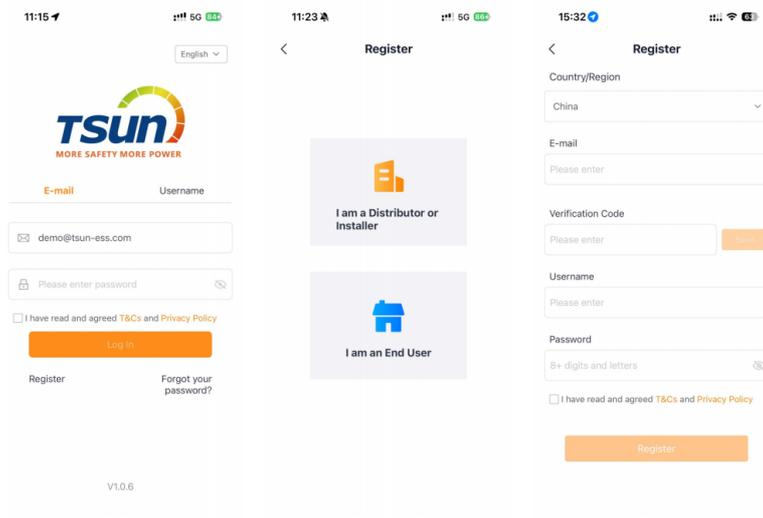 11:15
5G 84
English
TSUN
MORE SAFETY MORE POWER
E-mail
Username
demo@tsun-ess.com
Please enter password
I have read and agreed T&Cs and Privacy Policy
Log In
Register
Forgot your
password?
V1.0.6
11:23
5G 86
Register
I am a Distributor or
Installer
I am an End User
15:32
63
Register
Country/Region
China
E-mail
Please enter
Verification Code
Please enter
Send
Username
Please enter
Password
8+ digits and letters
I have read and agreed T&Cs and Privacy Policy
Register